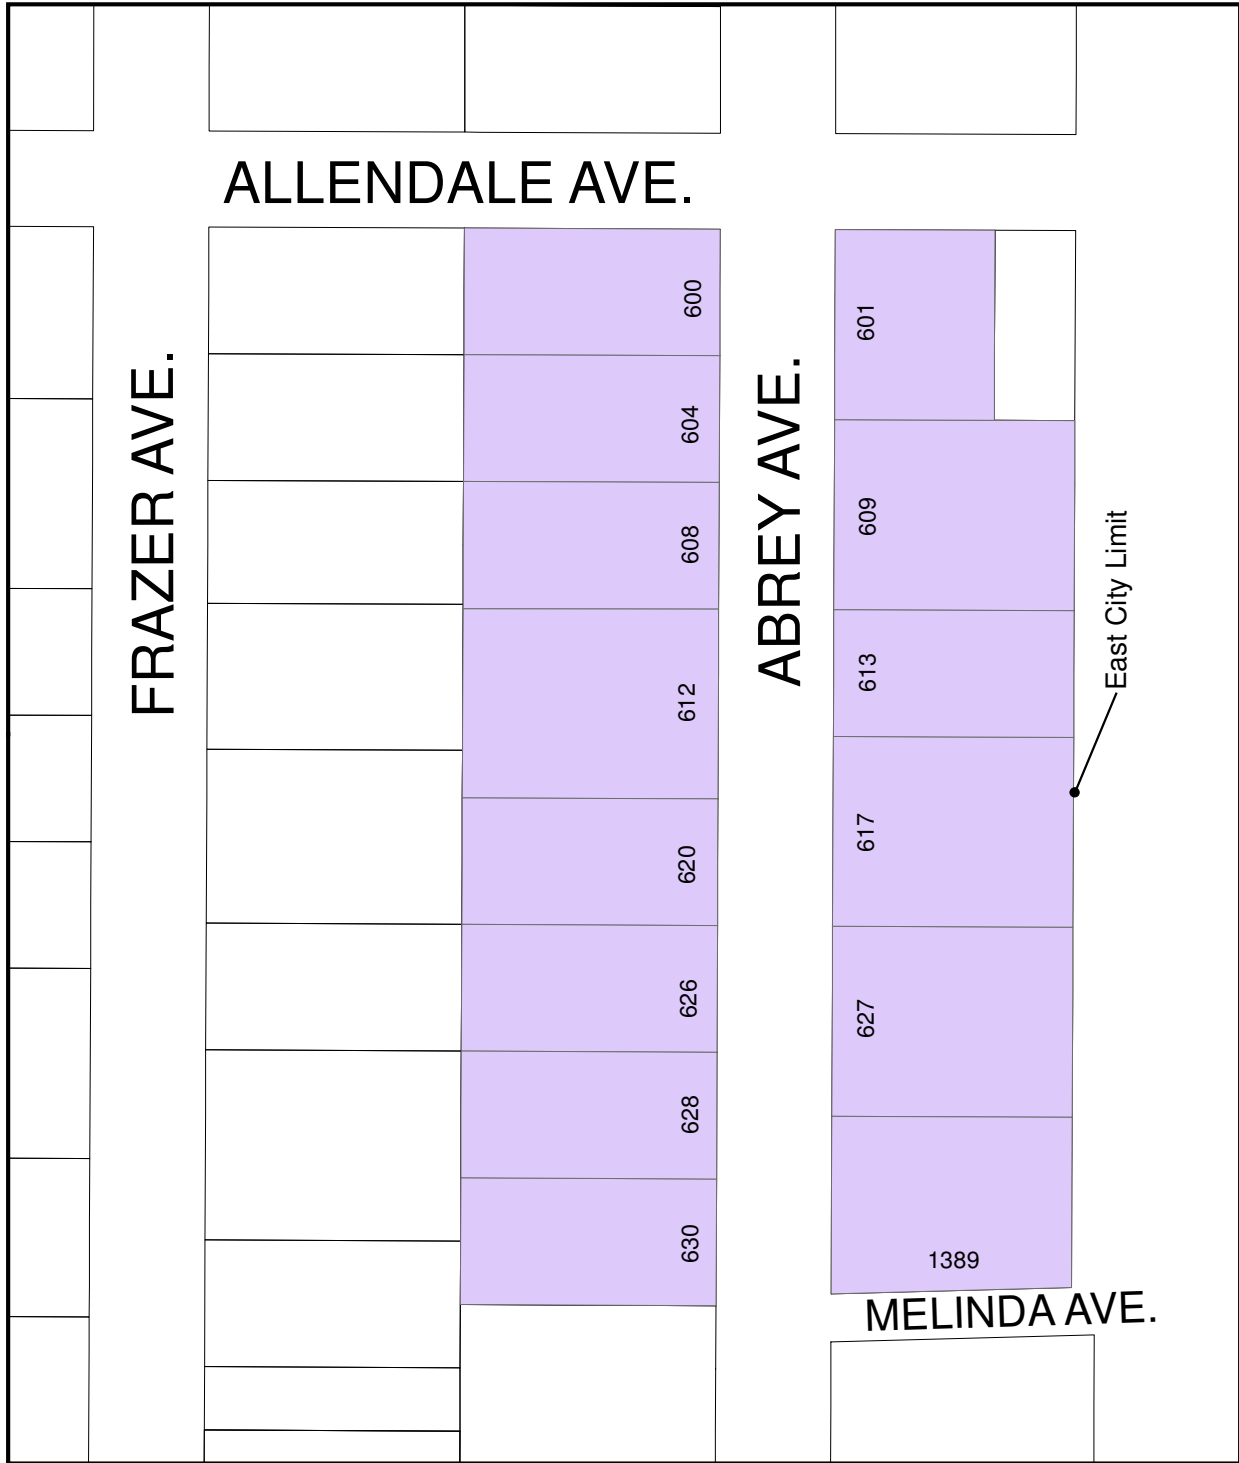 ALLENDALE AVE.
FRAZER AVE.
ABREY AVE.
600
604
608
612
620
626
628
630
601
609
613
617
627
1389
East City Limit
MELINDA AVE.